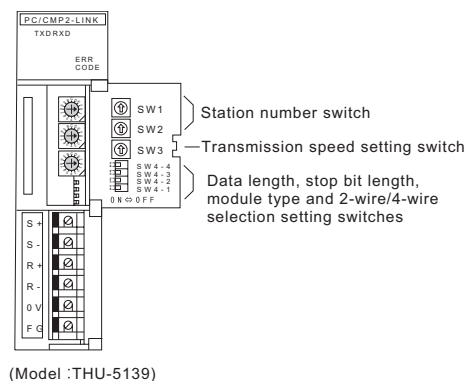 PC/CMP2-LINK
TXDRXD
ERR
CODE
SW1
SW2
SW3
SW4-4
SW4-3
SW4-2
SW4-1
ON⇔OFF
Station number switch
Transmission speed setting switch
Data length, stop bit length,
module type and 2-wire/4-wire
selection setting switches
S+
S-
R+
R-
0V
FG
(Model :THU-5139)